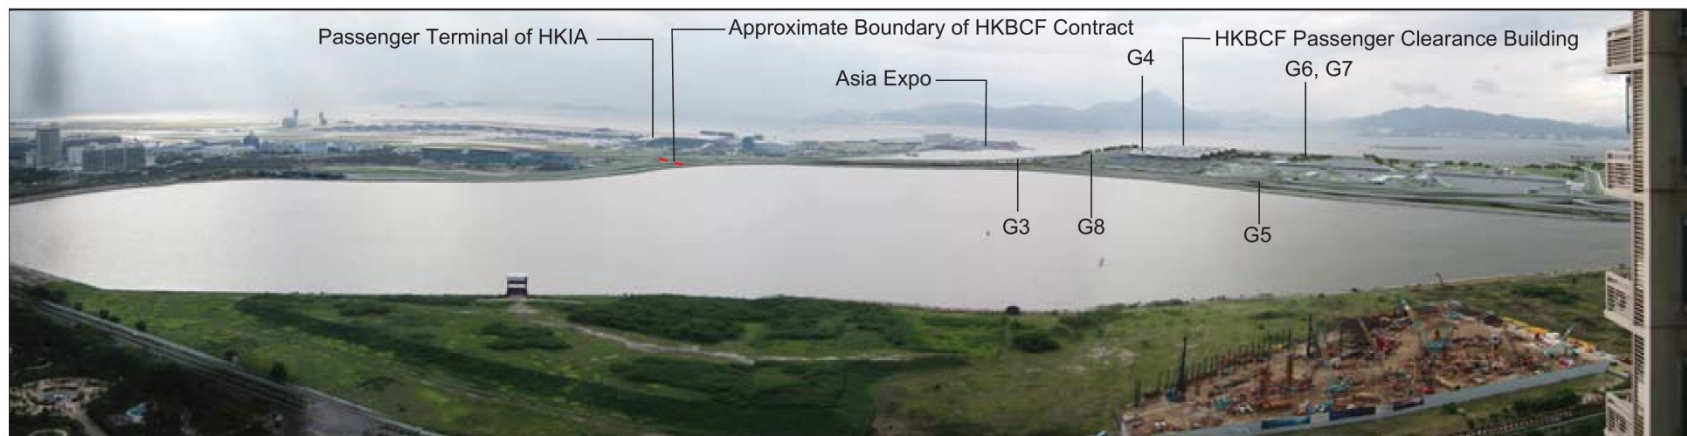 Approximate Boundary of HKBCF Contract
Passenger Terminal of HKIA
HKBCF Passenger Clearance Building
G4
G6, G7
Asia Expo
G3
G8
G5